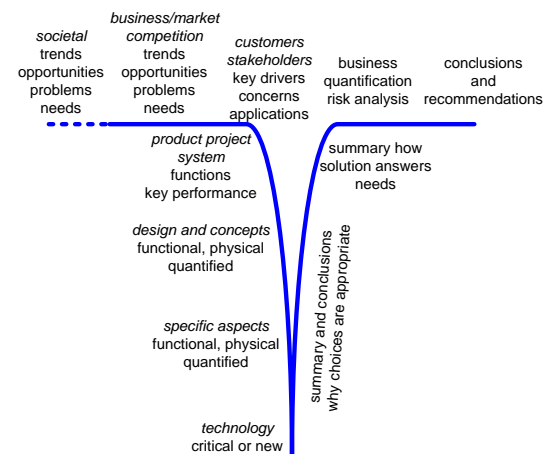 societal
trends
opportunities
problems
needs
business/market
competition
trends
opportunities
problems
needs
customers
stakeholders
key drivers
concerns
applications
business
quantification
risk analysis
conclusions
and
recommendations
product project
system
functions
key performance
summary how
solution answers
needs
design and concepts
functional, physical
quantified
summary and conclusions
why choices are appropriate
specific aspects
functional, physical
quantified
technology
critical or new